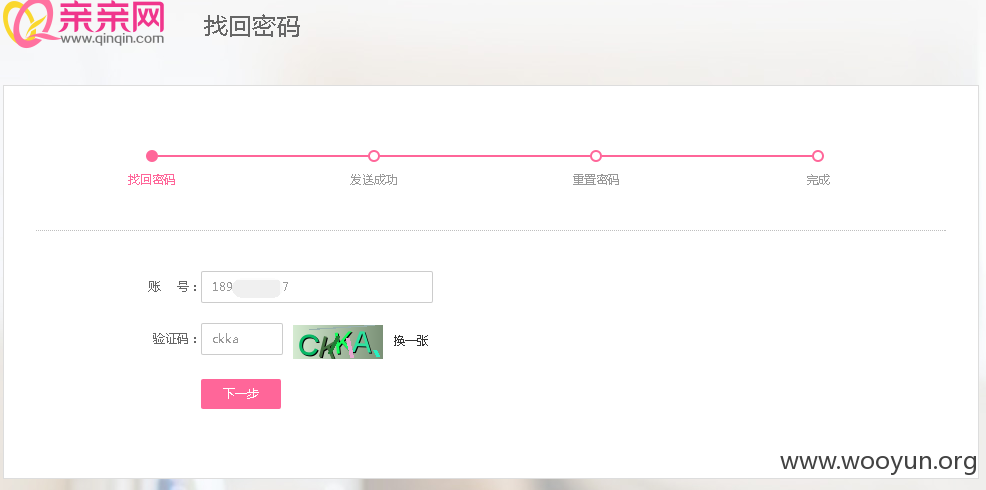 亲亲网
www.qinqin.com
找回密码
找回密码 发送成功 重置密码 完成
账 号： 189 7
验证码： ckka CKKA 换一张
下一步
www.wooyun.org